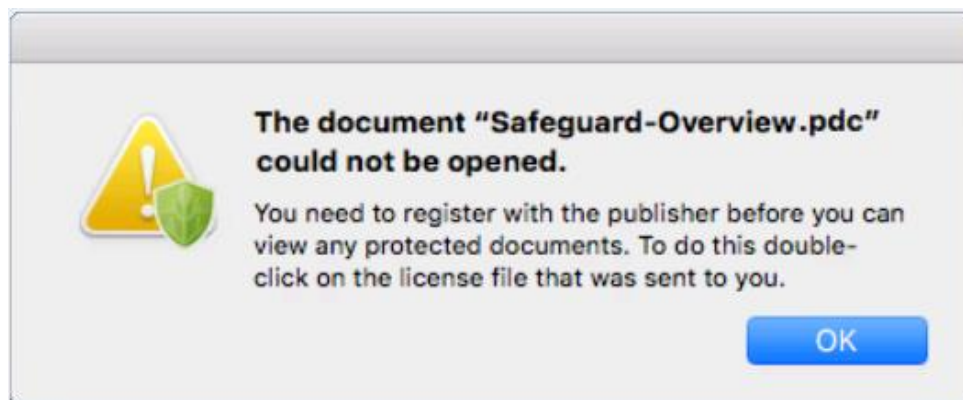 The document “Safeguard-Overview.pdc”
could not be opened.
You need to register with the publisher before you can
view any protected documents. To do this double-
click on the license file that was sent to you.
OK